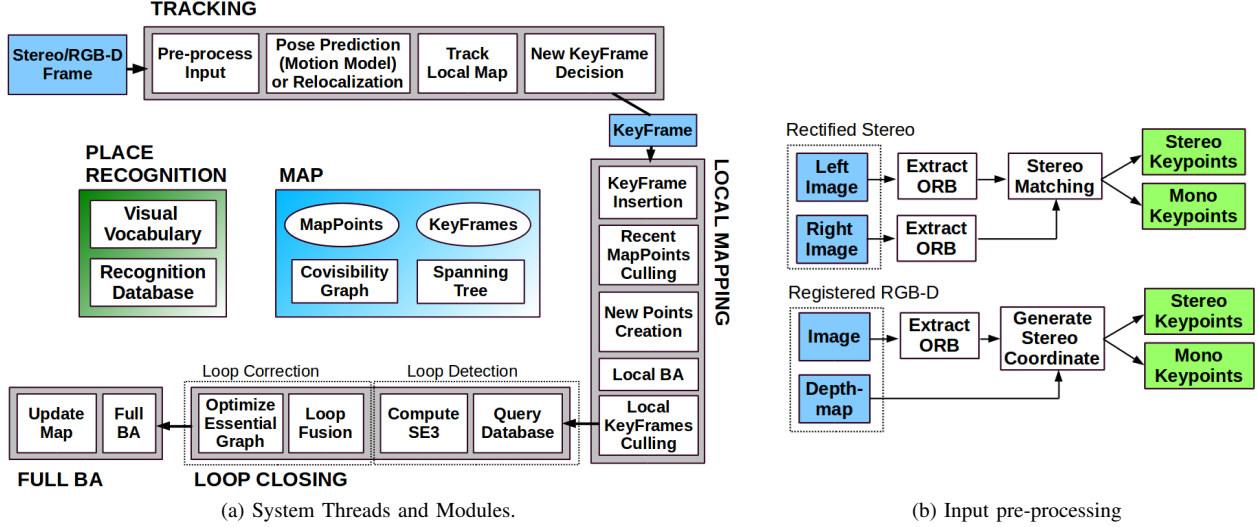 TRACKING
Stereo/RGB-D
Frame
Pre-process
Input
Pose Prediction
(Motion Model)
or Relocalization
Track
Local Map
New KeyFrame
Decision
KeyFrame
PLACE
RECOGNITION
Visual
Vocabulary
Recognition
Database
MAP
MapPoints
KeyFrames
Covisibility
Graph
Spanning
Tree
LOCAL MAPPING
KeyFrame
Insertion
Recent
MapPoints
Culling
New Points
Creation
Local BA
Local
KeyFrames
Culling
Loop Correction
Loop Detection
Update
Map
Full
BA
Optimize
Essential
Graph
Loop
Fusion
Compute
SE3
Query
Database
FULL BA
LOOP CLOSING
(a) System Threads and Modules.
Rectified Stereo
Left
Image
Extract
ORB
Stereo
Matching
Stereo
Keypoints
Mono
Keypoints
Right
Image
Extract
ORB
Registered RGB-D
Image
Extract
ORB
Generate
Stereo
Coordinate
Stereo
Keypoints
Mono
Keypoints
Depth-
map
(b) Input pre-processing